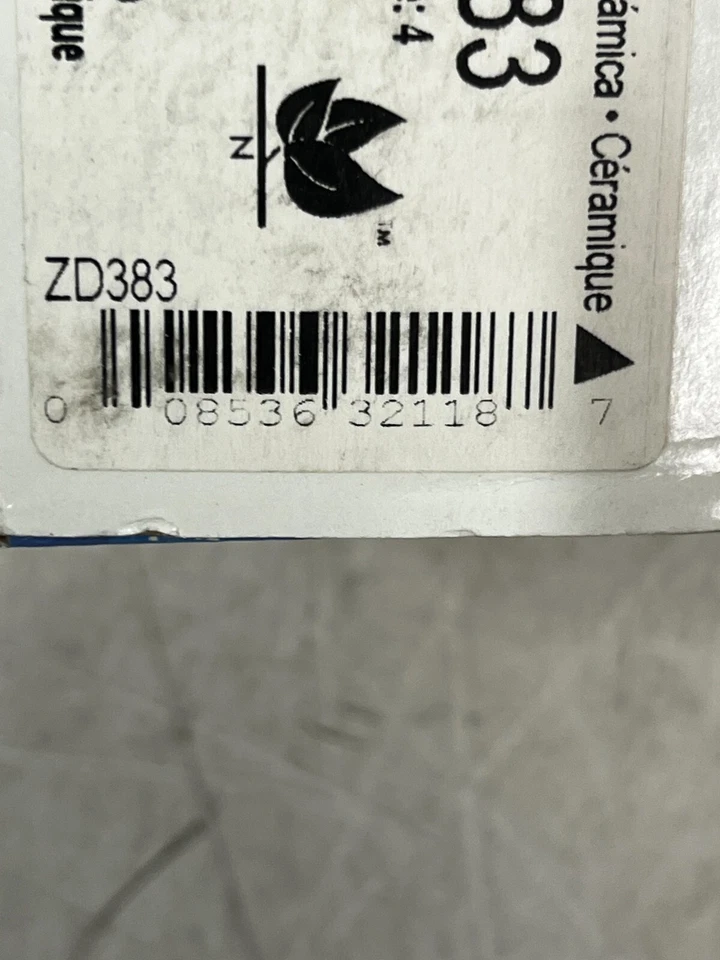 ámica • Céramique
83
: 4
ique
N
TM
ZD383
0 08536 32118 7